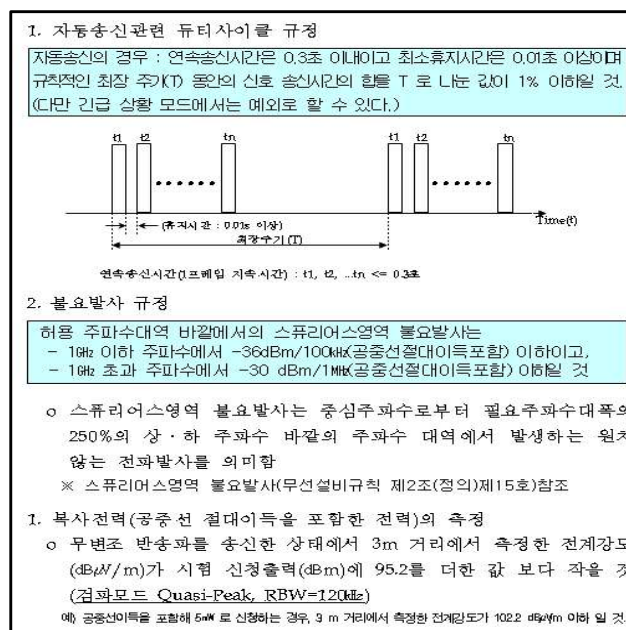 1. 자동송신관련 듀티사이클 규정
자동송신의 경우 : 연속송신시간은 0.3초 이내이고 최소휴지시간은 0.01초 이상이며
규칙적인 최장 주기(T) 동안의 신호 송신시간의 합을 T 로 나눈 값이 1% 이하일 것.
(다만 긴급 상황 모드에서는 예외로 할 수 있다.)
t1 t2 tn t1 t2 tn
Time(t)
(휴지시간 : 0.01s 이상)
최장주기(T)
연속송신시간(1프레임 지속시간) : t1, t2, ...tn <= 0.3초
2. 불요발사 규정
허용 주파수대역 바깥에서의 스퓨리어스영역 불요발사는
- 1GHz 이하 주파수에서 -36dBm/100kHz(공중선절대이득포함) 이하이고,
- 1GHz 초과 주파수에서 -30 dBm/1MHz(공중선절대이득포함) 이하일 것
o 스퓨리어스영역 불요발사는 중심주파수로부터 필요주파수대폭의
250%의 상·하 주파수 바깥의 주파수 대역에서 발생하는 원치
않는 전파발사를 의미함
※ 스퓨리어스영역 불요발사(무선설비규칙 제2조(정의)제15호)참조
1. 복사전력(공중선 절대이득을 포함한 전력)의 측정
o 무변조 반송파를 송신한 상태에서 3m 거리에서 측정한 전계강도
(dBμV/m)가 시험 신청출력(dBm)에 95.2를 더한 값 보다 작을 것
(검파모드 Quasi-Peak, RBW=120kHz)
예) 공중선이득을 포함해 5mW 로 신청하는 경우, 3 m 거리에서 측정한 전계강도가 102.2 dBμV/m 이하 일 것.